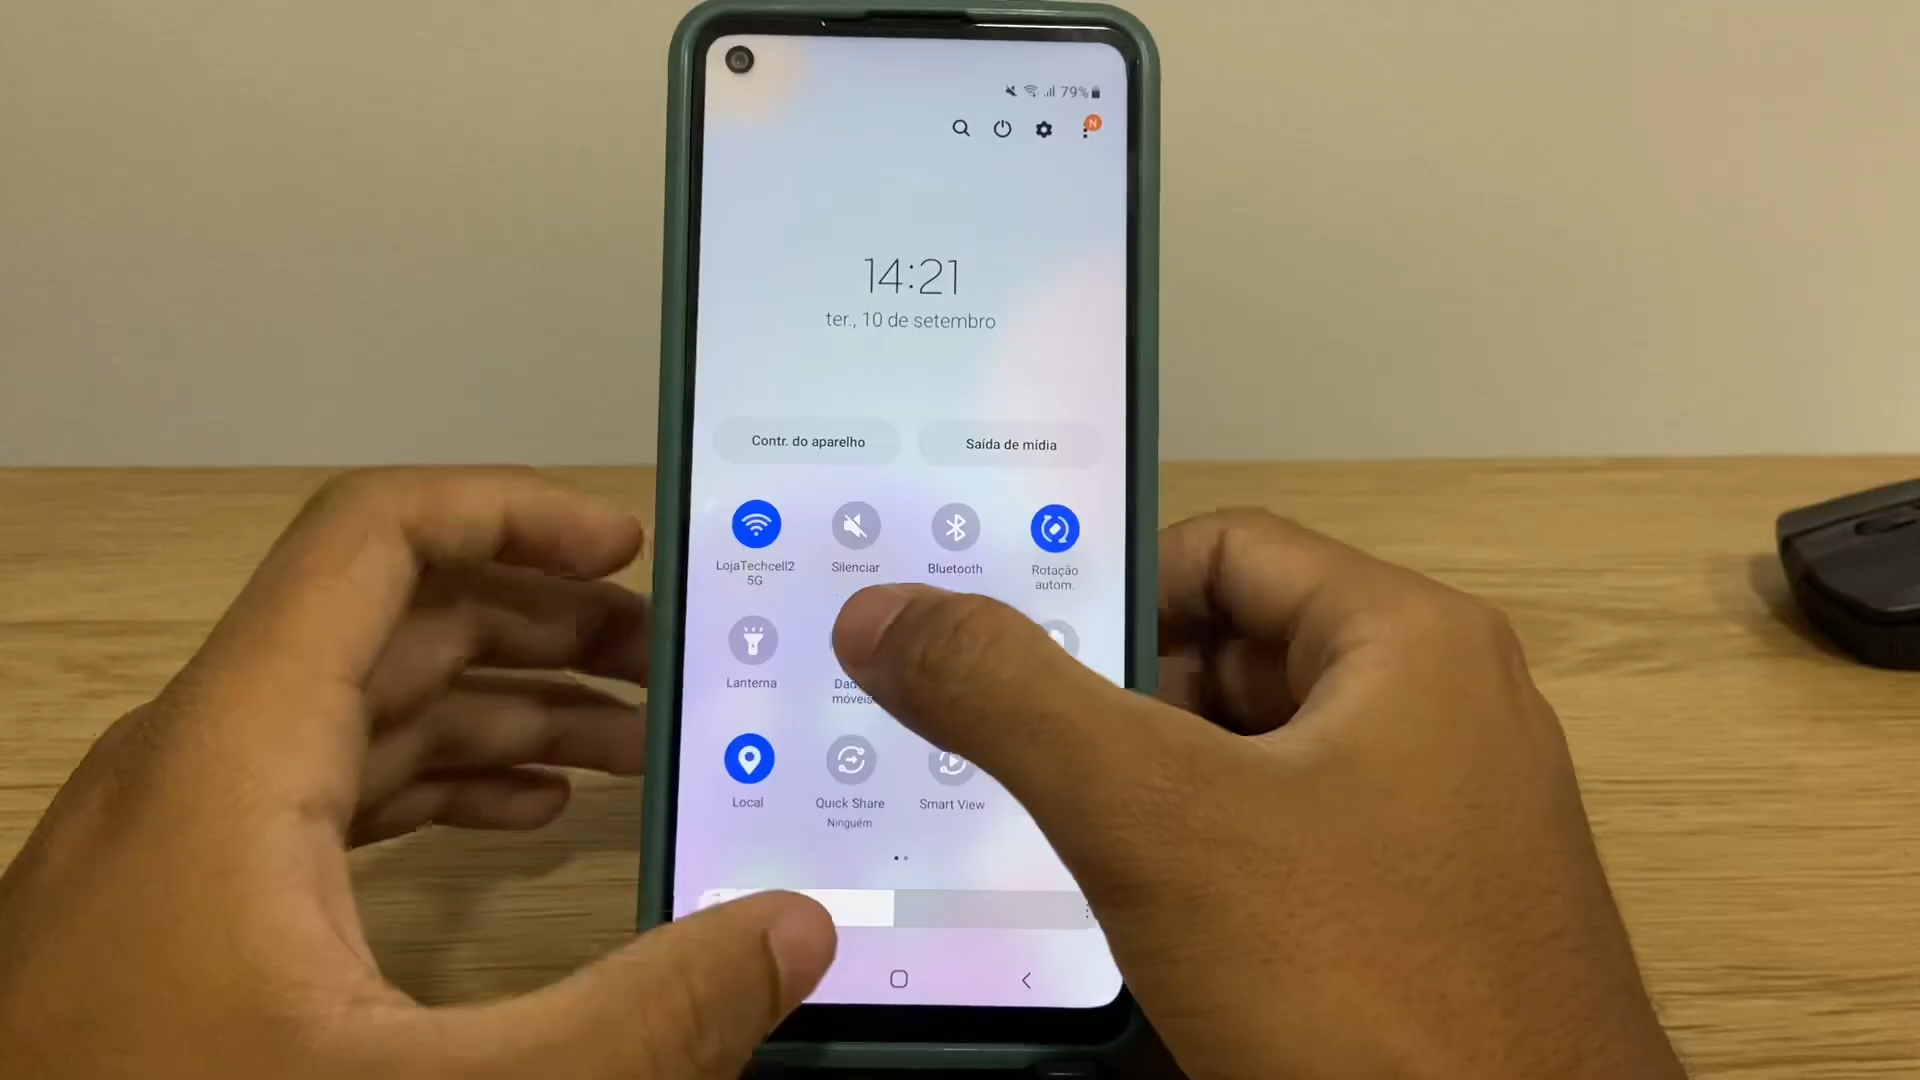 79%
N
14:21
ter., 10 de setembro
Contr. do aparelho
Saída de mídia
LojaTechcell2
5G
Silenciar
Bluetooth
Rotação
autom.
Lanterna
móveis
Local
Quick Share
Ninguém
Smart View